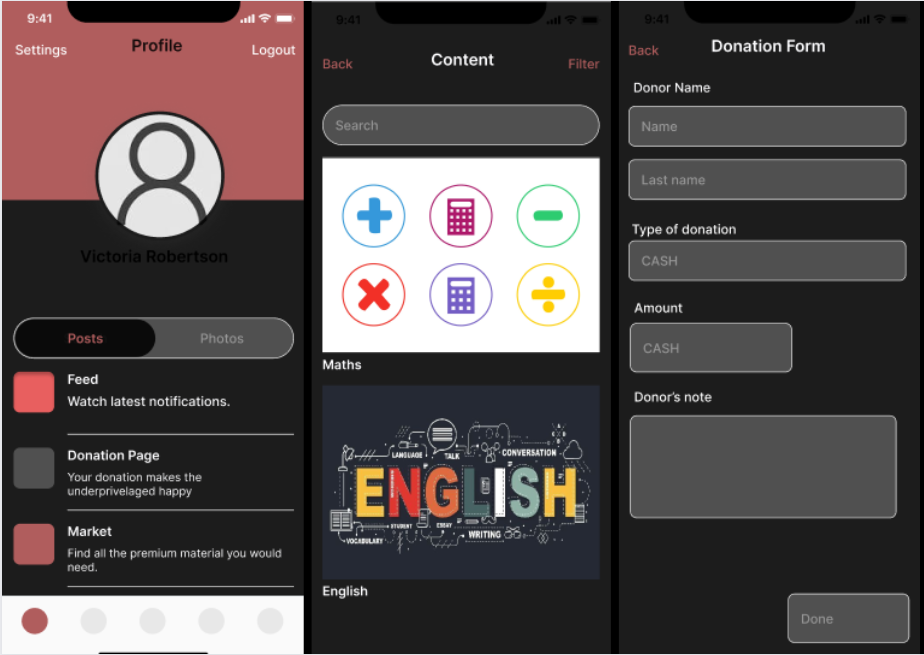 9:41
Settings
Profile
Logout
Victoria Robertson
Posts
Photos
Feed
Watch latest notifications.
Donation Page
Your donation makes the
underprivelaged happy
Market
Find all the premium material you would
need.
9:41
Back
Content
Filter
Search
Maths
LANGUAGE
TALK
CONVERSATION
ENGLISH
STUDENT
ESSAY
WRITING
VOCABULARY
English
9:41
Back
Donation Form
Donor Name
Name
Last name
Type of donation
CASH
Amount
CASH
Donor's note
Done